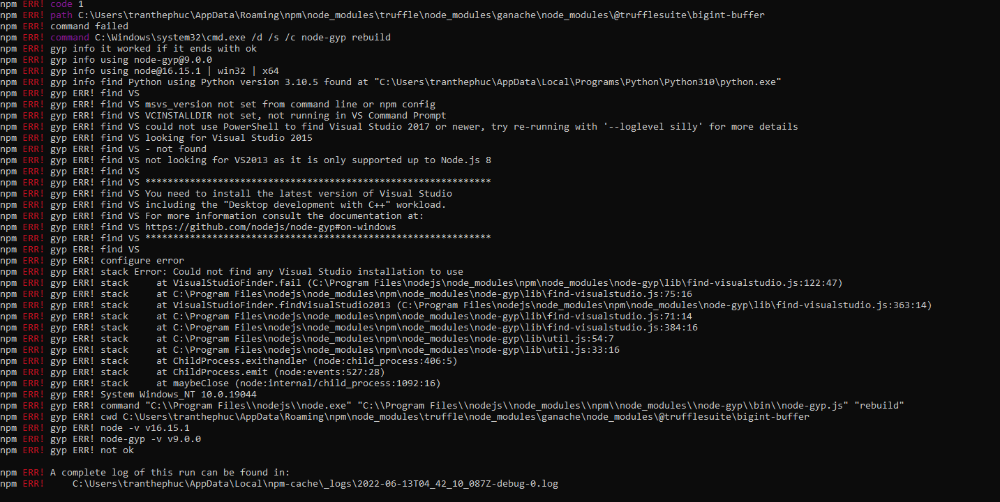 npm ERR! code 1
npm ERR! path C:\Users\tranthephuc\AppData\Roaming\npm\node_modules\truffle\node_modules\ganache\node_modules\@trufflesuite\bigint-buffer
npm ERR! command failed
npm ERR! command C:\Windows\system32\cmd.exe /d /s /c node-gyp rebuild
npm ERR! gyp info it worked if it ends with ok
npm ERR! gyp info using node-gyp@9.0.0
npm ERR! gyp info using node@16.15.1 | win32 | x64
npm ERR! gyp info find Python using Python version 3.10.5 found at "C:\Users\tranthephuc\AppData\Local\Programs\Python\Python310\python.exe"
npm ERR! gyp ERR! find VS
npm ERR! gyp ERR! find VS msvs_version not set from command line or npm config
npm ERR! gyp ERR! find VS VCINSTALLDIR not set, not running in VS Command Prompt
npm ERR! gyp ERR! find VS could not use PowerShell to find Visual Studio 2017 or newer, try re-running with '--loglevel silly' for more details
npm ERR! gyp ERR! find VS looking for Visual Studio 2015
npm ERR! gyp ERR! find VS - not found
npm ERR! gyp ERR! find VS not looking for VS2013 as it is only supported up to Node.js 8
npm ERR! gyp ERR! find VS
npm ERR! gyp ERR! find VS **************************************************************
npm ERR! gyp ERR! find VS You need to install the latest version of Visual Studio
npm ERR! gyp ERR! find VS including the "Desktop development with C++" workload.
npm ERR! gyp ERR! find VS For more information consult the documentation at:
npm ERR! gyp ERR! find VS https://github.com/nodejs/node-gyp#on-windows
npm ERR! gyp ERR! find VS **************************************************************
npm ERR! gyp ERR! find VS
npm ERR! gyp ERR! configure error
npm ERR! gyp ERR! stack Error: Could not find any Visual Studio installation to use
npm ERR! gyp ERR! stack     at VisualStudioFinder.fail (C:\Program Files\nodejs\node_modules\npm\node_modules\node-gyp\lib\find-visualstudio.js:122:47)
npm ERR! gyp ERR! stack     at C:\Program Files\nodejs\node_modules\npm\node_modules\node-gyp\lib\find-visualstudio.js:75:16
npm ERR! gyp ERR! stack     at VisualStudioFinder.findVisualStudio2013 (C:\Program Files\nodejs\node_modules\npm\node_modules\node-gyp\lib\find-visualstudio.js:363:14)
npm ERR! gyp ERR! stack     at C:\Program Files\nodejs\node_modules\npm\node_modules\node-gyp\lib\find-visualstudio.js:71:14
npm ERR! gyp ERR! stack     at C:\Program Files\nodejs\node_modules\npm\node_modules\node-gyp\lib\find-visualstudio.js:384:16
npm ERR! gyp ERR! stack     at C:\Program Files\nodejs\node_modules\npm\node_modules\node-gyp\lib\util.js:54:7
npm ERR! gyp ERR! stack     at C:\Program Files\nodejs\node_modules\npm\node_modules\node-gyp\lib\util.js:33:16
npm ERR! gyp ERR! stack     at ChildProcess.exithandler (node:child_process:406:5)
npm ERR! gyp ERR! stack     at ChildProcess.emit (node:events:527:28)
npm ERR! gyp ERR! stack     at maybeClose (node:internal/child_process:1092:16)
npm ERR! gyp ERR! System Windows_NT 10.0.19044
npm ERR! gyp ERR! command "C:\\Program Files\\nodejs\\node.exe" "C:\\Program Files\\nodejs\\node_modules\\npm\\node_modules\\node-gyp\\bin\\node-gyp.js" "rebuild"
npm ERR! gyp ERR! cwd C:\Users\tranthephuc\AppData\Roaming\npm\node_modules\truffle\node_modules\ganache\node_modules\@trufflesuite\bigint-buffer
npm ERR! gyp ERR! node -v v16.15.1
npm ERR! gyp ERR! node-gyp -v v9.0.0
npm ERR! gyp ERR! not ok
npm ERR! A complete log of this run can be found in:
npm ERR!     C:\Users\tranthephuc\AppData\Local\npm-cache\_logs\2022-06-13T04_42_10_087Z-debug-0.log